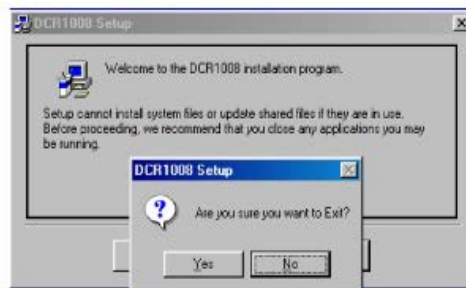 DCR1008 Setup
Welcome to the DCR1008 installation program.
Setup cannot install system files or update shared files if they are in use.
Before proceeding, we recommend that you close any applications you may
be running.
DCR1008 Setup
Are you sure you want to Exit?
Yes No